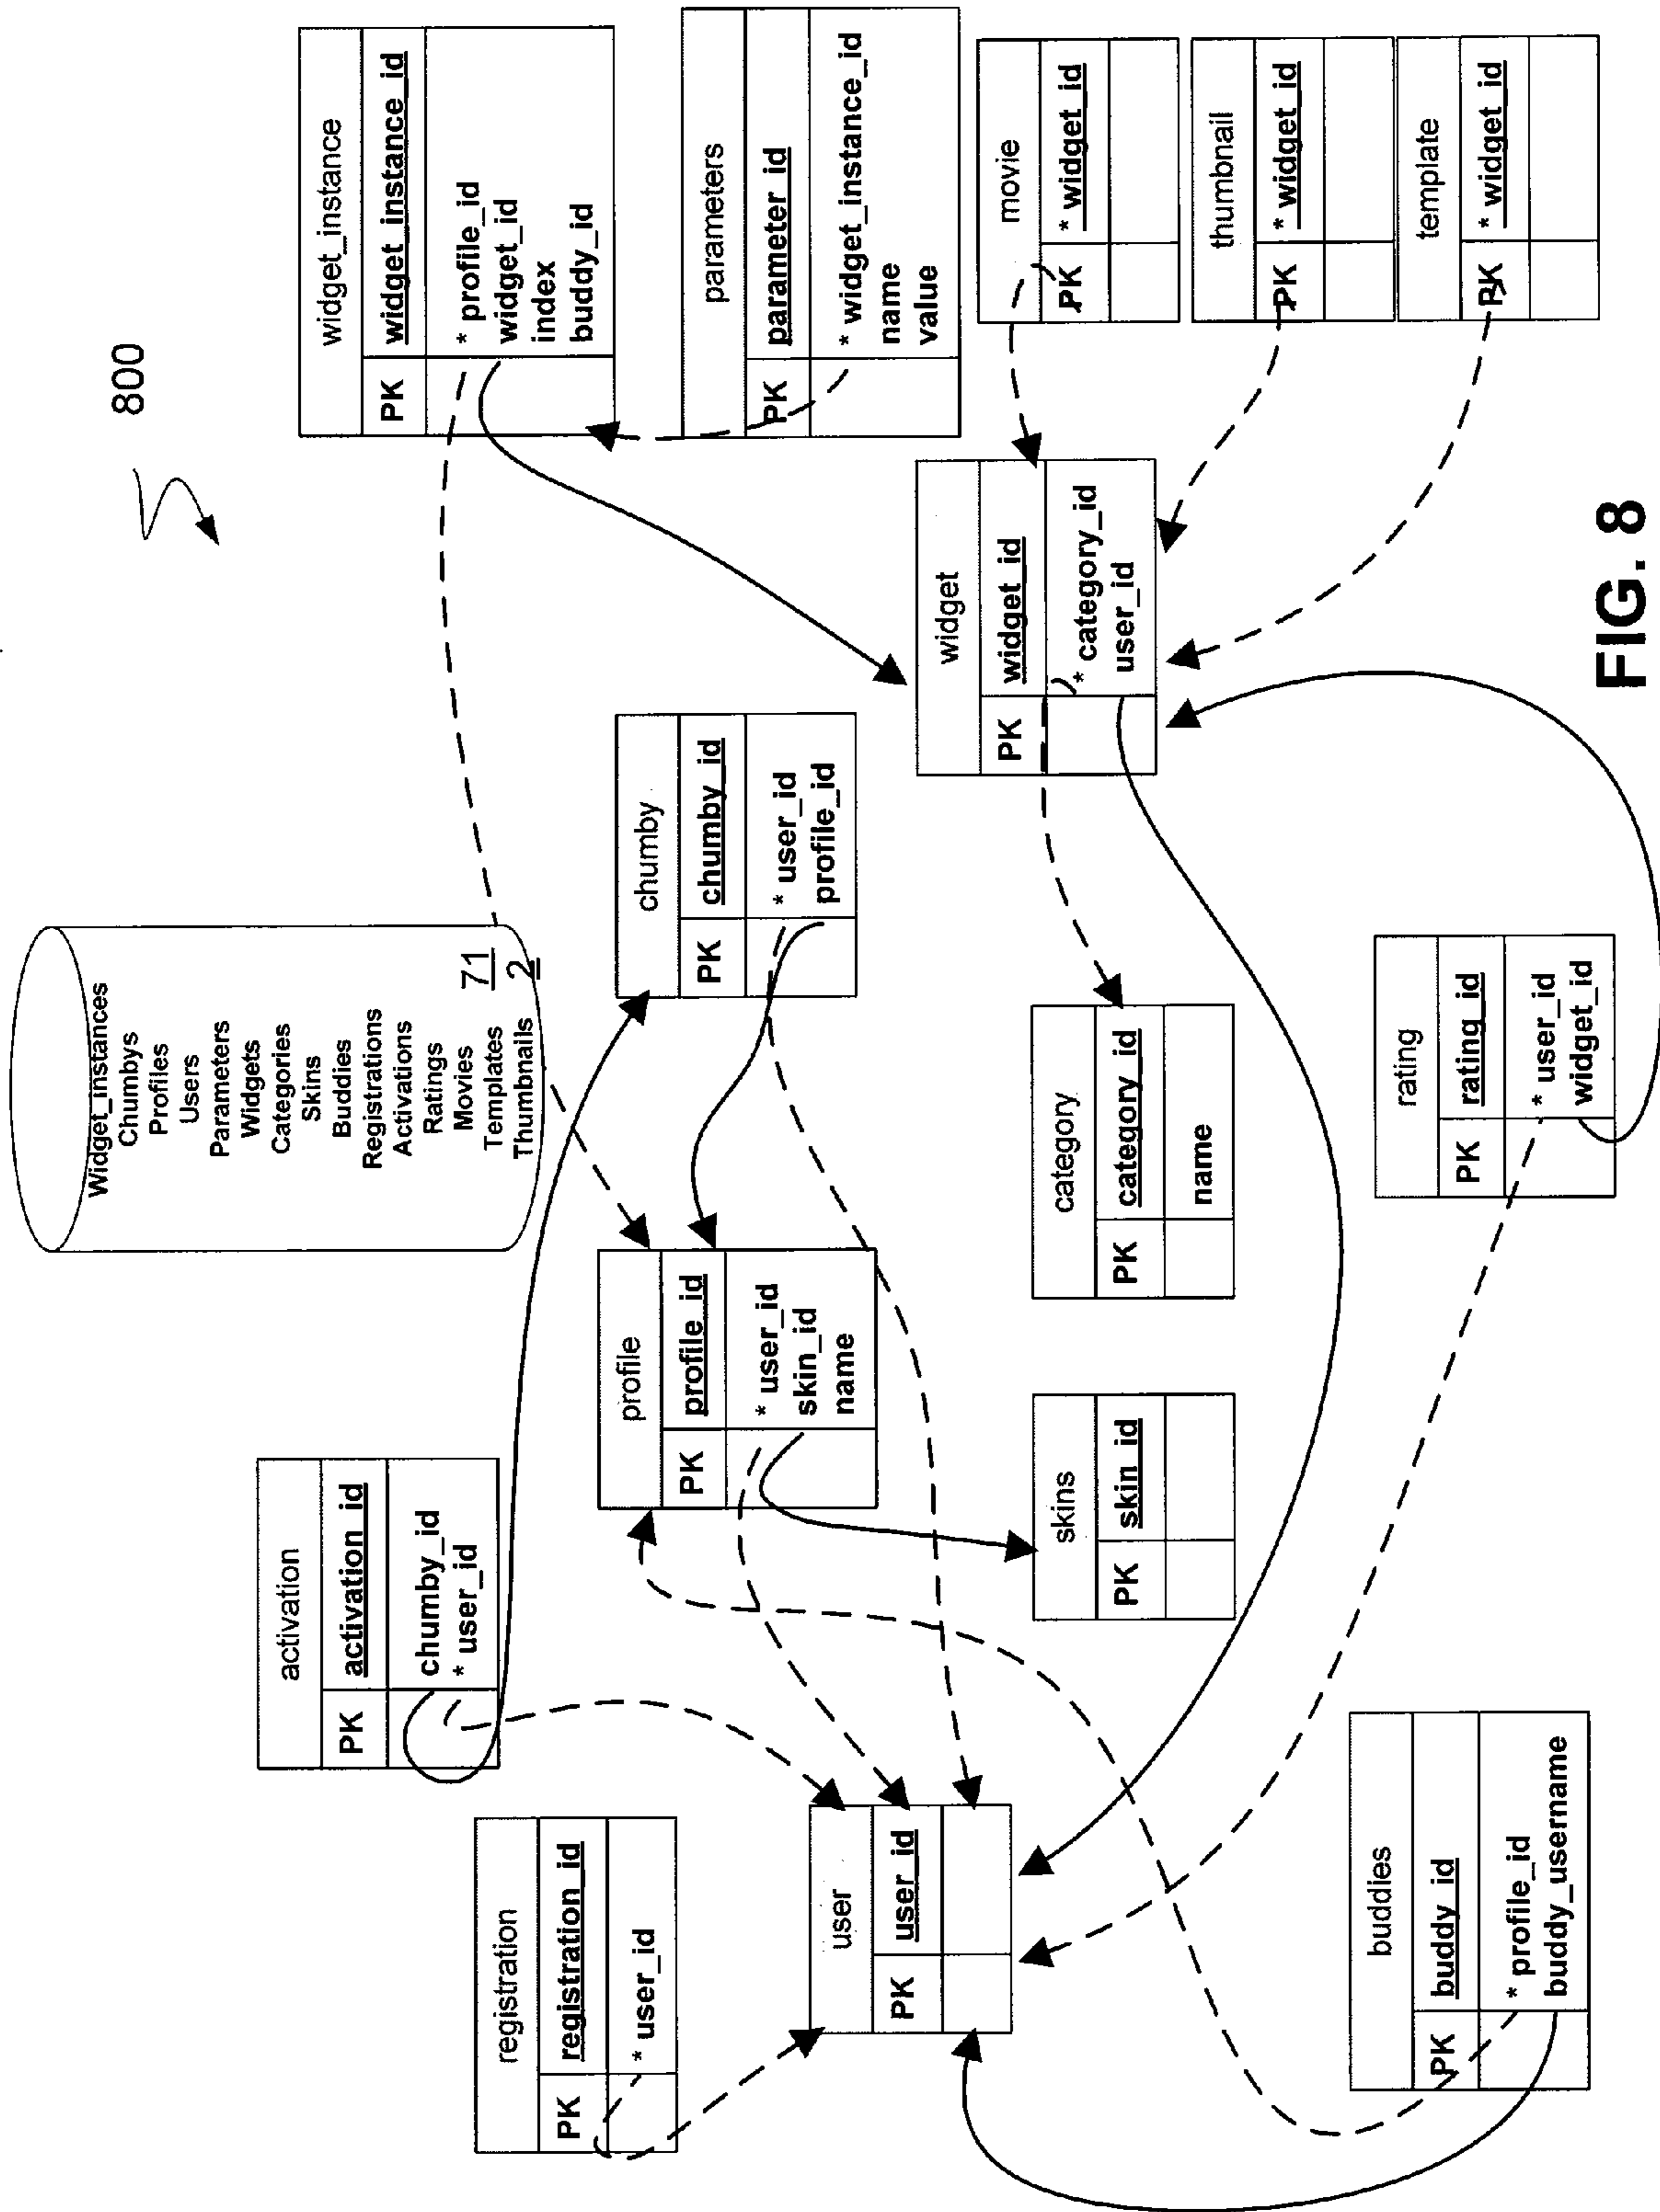 800
Widget_instances
Chumbys
Profiles
Users
Parameters
Widgets
Categories
Skins
Buddies
Registrations
Activations
Ratings
Movies
Templates
Thumbnails
71
2
activation
PK activation_id
chumby_id
* user_id
registration
PK registration_id
* user_id
profile
PK profile_id
* user_id
skin_id
name
chumby
PK chumby_id
* user_id
profile_id
widget_instance
PK widget_instance_id
* profile_id
widget_id
index
buddy_id
parameters
PK parameter_id
* widget_instance_id
name
value
user
PK user_id
skins
PK skin_id
category
PK category_id
name
widget
PK widget_id
* category_id
user_id
movie
PK * widget_id
thumbnail
PK * widget_id
template
PK * widget_id
buddies
PK buddy_id
* profile_id
buddy_username
rating
PK rating_id
* user_id
widget_id
FIG. 8